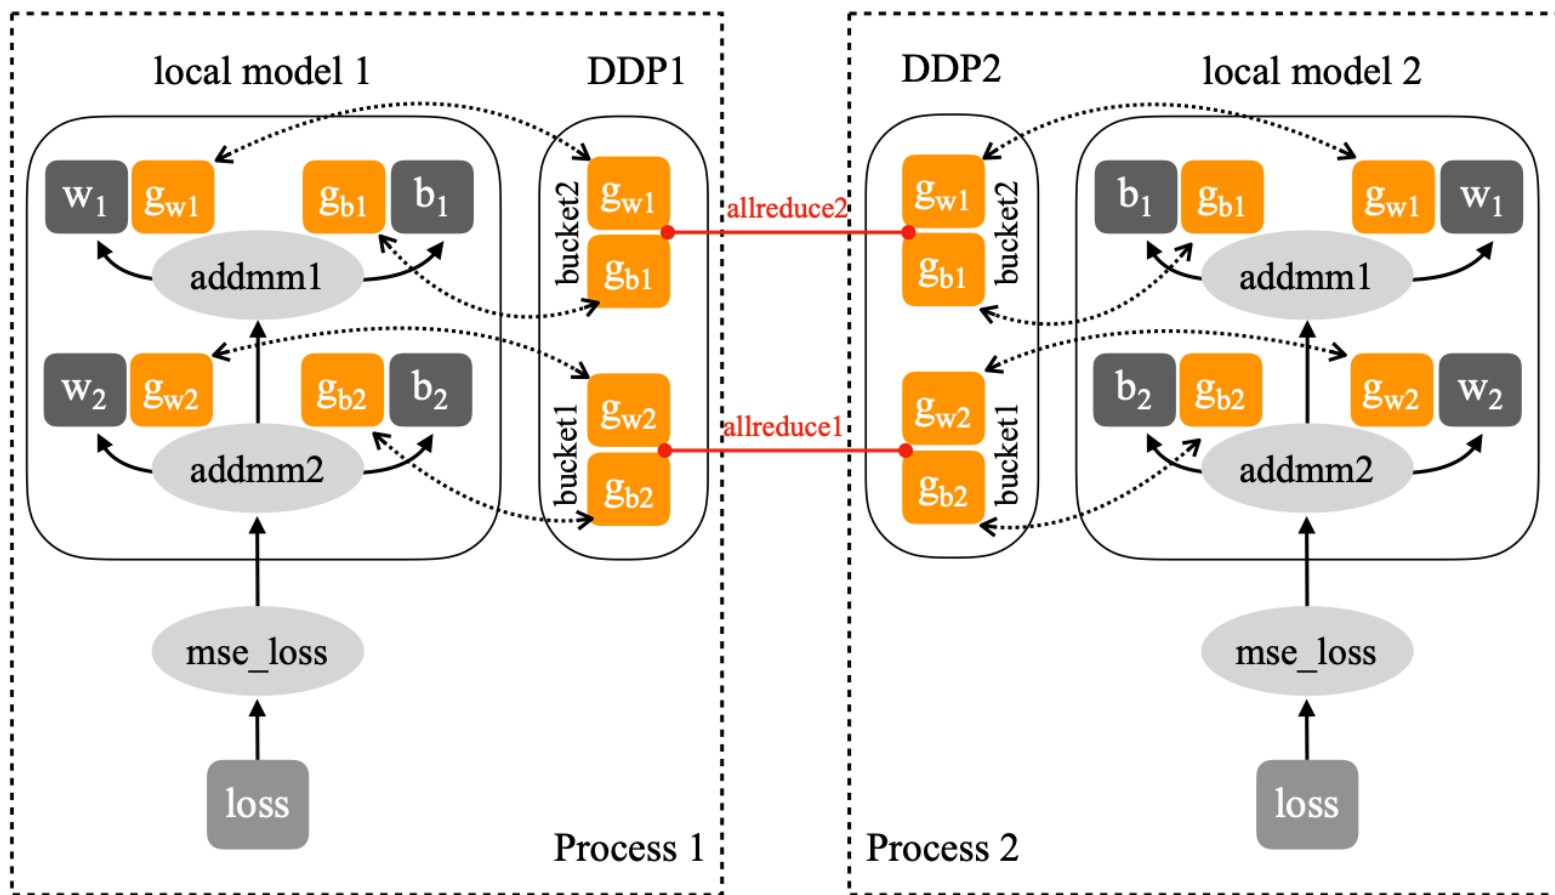 local model 1
DDP1
DDP2
local model 2
w1 gw1 gb1 b1
addmm1
w2 gw2 gb2 b2
addmm2
mse_loss
loss
bucket2
gw1
gb1
bucket1
gw2
gb2
Process 1
allreduce2
allreduce1
gw1
gb1
bucket2
gw2
gb2
bucket1
b1 gb1 gw1 w1
addmm1
b2 gb2 gw2 w2
addmm2
mse_loss
loss
Process 2